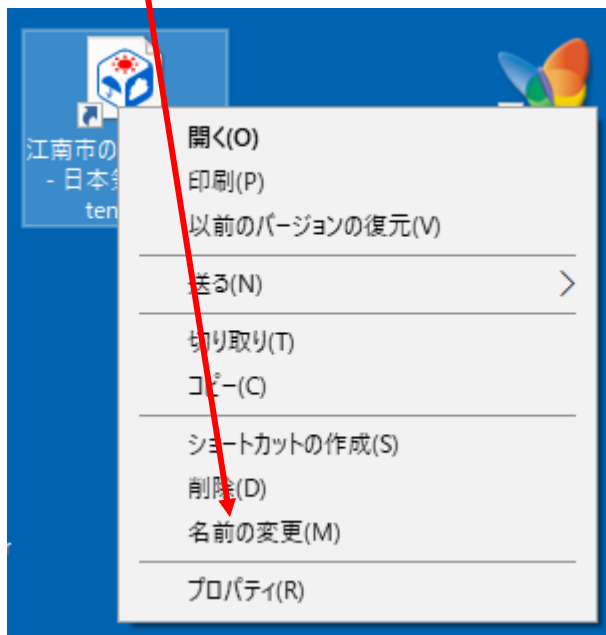 江南市の
- 日本
ten
開く(O)
印刷(P)
以前のバージョンの復元(V)
送る(N)
切り取り(T)
コピー(C)
ショートカットの作成(S)
削除(D)
名前の変更(M)
プロパティ(R)